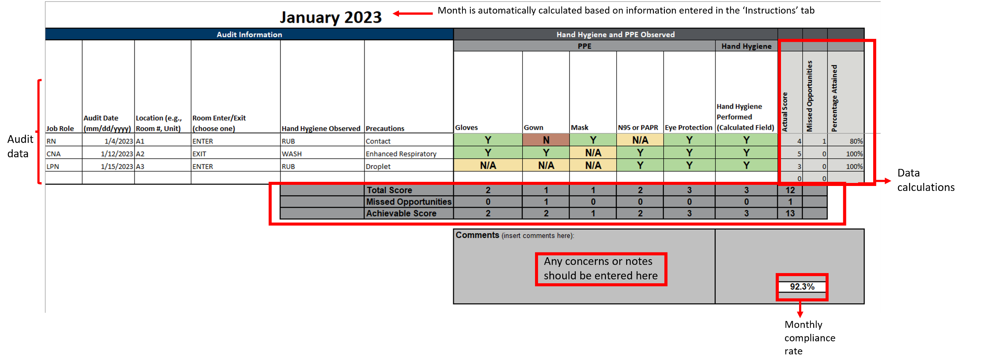 January 2023
Month is automatically calculated based on information entered in the ‘Instructions’ tab
Audit Information
Hand Hygiene and PPE Observed
PPE
Hand Hygiene
Job Role
Audit Date
(mm/dd/yyyy)
Location (e.g.,
Room #, Unit)
Room Enter/Exit
(choose one)
Hand Hygiene Observed
Precautions
Gloves
Gown
Mask
N95 or PAPR
Eye Protection
Hand Hygiene
Performed
(Calculated Field)
Actual Score
Missed Opportunities
Percentage Attained
Audit
data
RN 1/4/2023 A1 ENTER RUB Contact Y N Y N/A Y Y 4 1 80%
CNA 1/12/2023 A2 EXIT WASH Enhanced Respiratory Y Y N/A Y Y Y 5 0 100%
LPN 1/15/2023 A3 ENTER RUB Droplet N/A N/A N/A Y Y Y 3 0 100%
0 0
Data
calculations
Total Score 2 1 1 2 3 3 12
Missed Opportunities 0 1 0 0 0 0 1
Achievable Score 2 2 1 2 3 3 13
Comments (insert comments here):
Any concerns or notes
should be entered here
92.3%
Monthly
compliance
rate